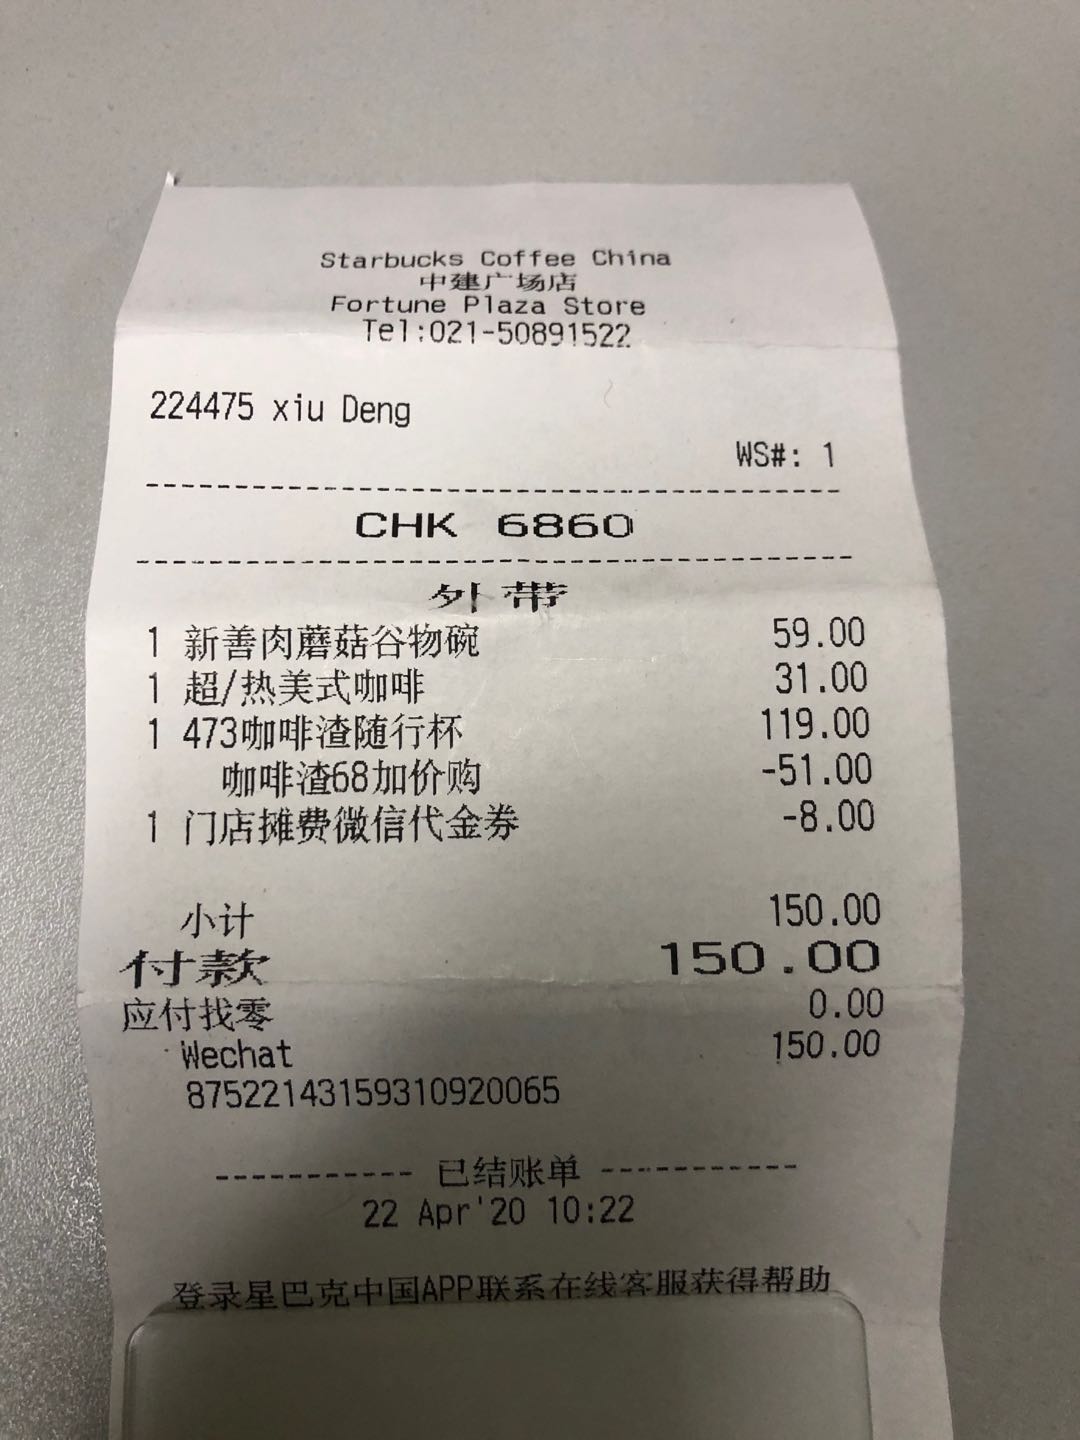 Starbucks Coffee China
中建广场店
Fortune Plaza Store
Tel:021-50891522
224475 xiu Deng
WS#: 1
CHK 6860
外带
1 新善肉蘑菇谷物碗 59.00
1 超/热美式咖啡 31.00
1 473咖啡渣随行杯 119.00
咖啡渣68加价购 -51.00
1 门店摊费微信代金券 -8.00
小计 150.00
付款 150.00
应付找零 0.00
Wechat 150.00
87522143159310920065
----------- 已结账单 -----------
22 Apr'20 10:22
登录星巴克中国APP联系在线客服获得帮助